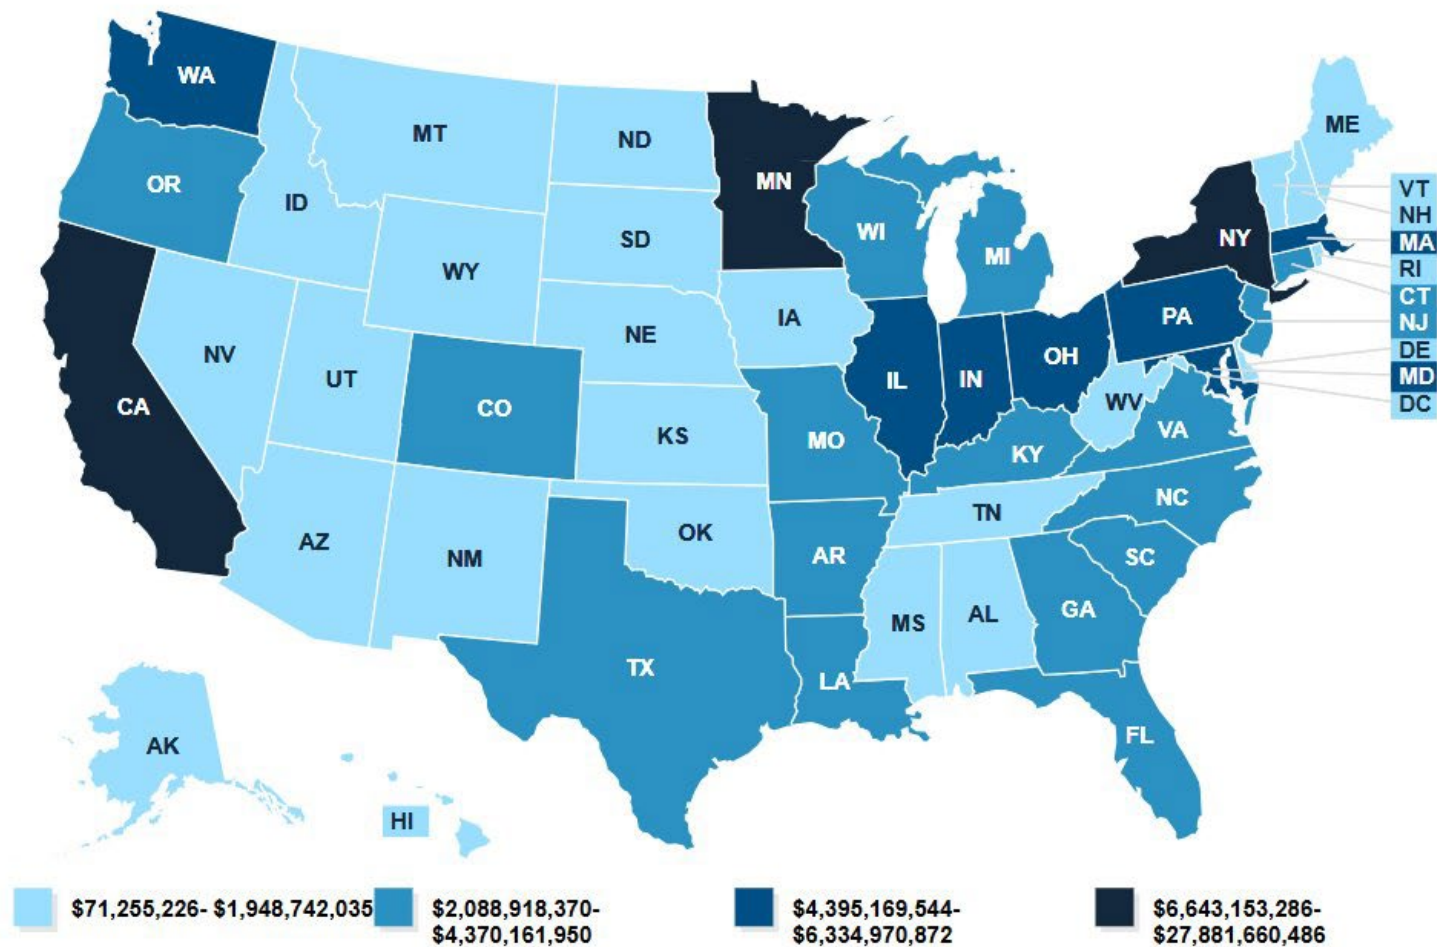 WA
MT
ND
MN
ME
OR
ID
SD
WI
MI
NY
VT
NH
MA
RI
CT
NJ
DE
MD
DC
WY
IA
NE
PA
NV
UT
CO
IL
IN
OH
WV
VA
CA
KS
MO
KY
NC
AZ
NM
OK
AR
TN
SC
MS
AL
GA
TX
LA
FL
AK
HI
$71,255,226- $1,948,742,035
$2,088,918,370-
$4,370,161,950
$4,395,169,544-
$6,334,970,872
$6,643,153,286-
$27,881,660,486